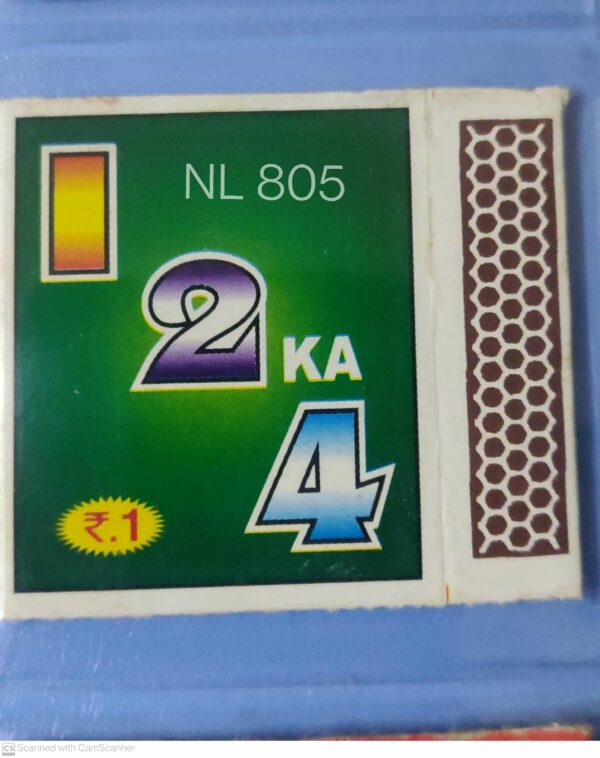 NL 805
2 KA
4
₹.1
CS Scanned with CamScanner